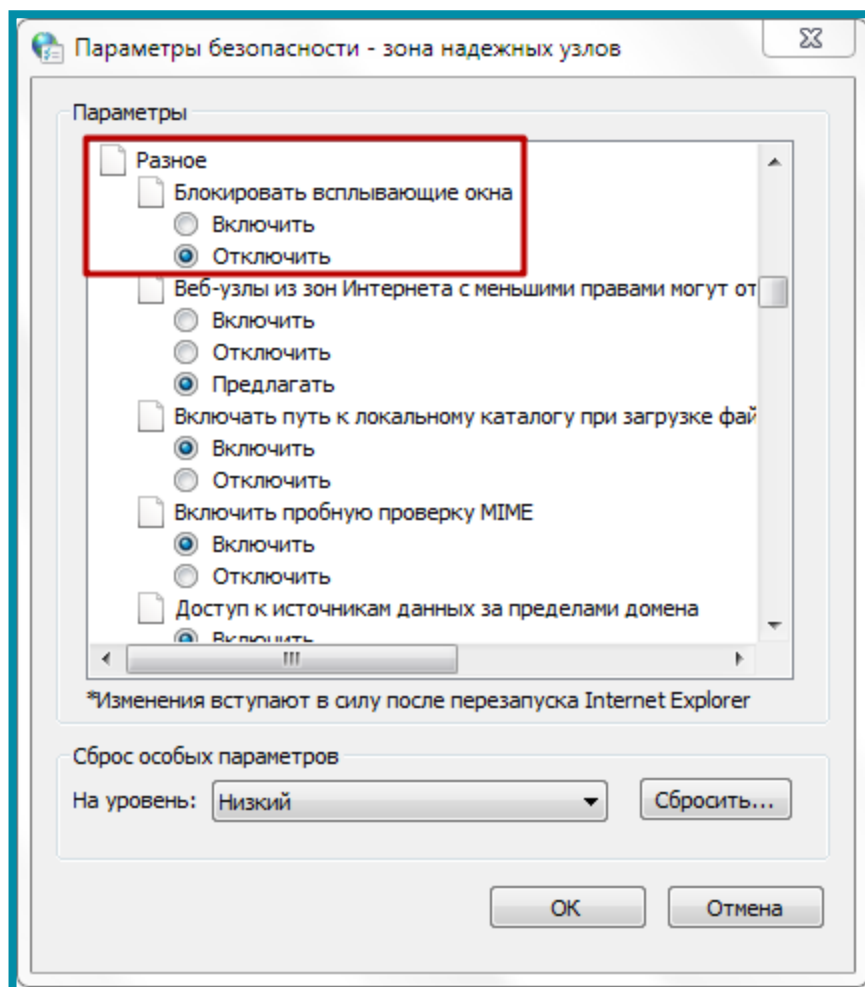 Параметры безопасности - зона надежных узлов
Параметры
Разное
Блокировать всплывающие окна
Включить
Отключить
Веб-узлы из зон Интернета с меньшими правами могут от
Включить
Отключить
Предлагать
Включать путь к локальному каталогу при загрузке фай
Включить
Отключить
Включить пробную проверку MIME
Включить
Отключить
Доступ к источникам данных за пределами домена
Включить
*Изменения вступают в силу после перезапуска Internet Explorer
Сброс особых параметров
На уровень: Низкий Сбросить...
ОК Отмена